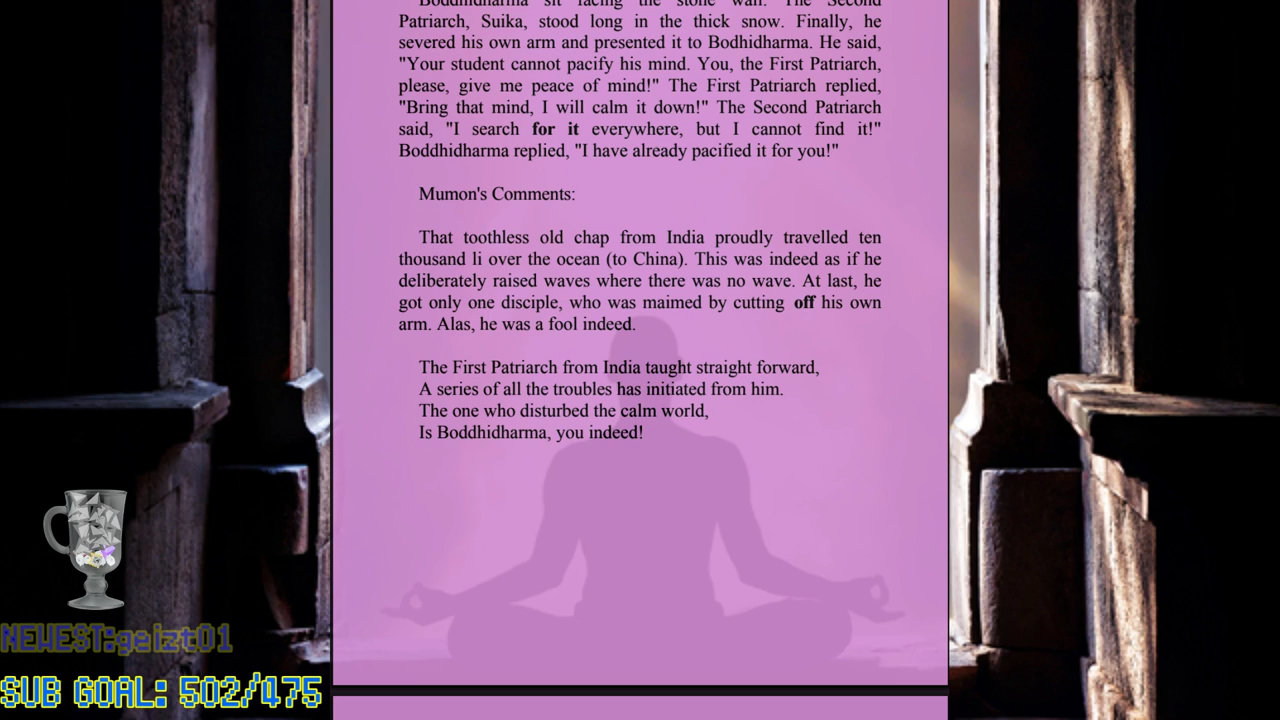 Boddhidharma sit facing the stone wall. The Second
Patriarch, Suika, stood long in the thick snow. Finally, he
severed his own arm and presented it to Bodhidharma. He said,
"Your student cannot pacify his mind. You, the First Patriarch,
please, give me peace of mind!" The First Patriarch replied,
"Bring that mind, I will calm it down!" The Second Patriarch
said, "I search for it everywhere, but I cannot find it!"
Boddhidharma replied, "I have already pacified it for you!"
Mumon's Comments:
That toothless old chap from India proudly travelled ten
thousand li over the ocean (to China). This was indeed as if he
deliberately raised waves where there was no wave. At last, he
got only one disciple, who was maimed by cutting off his own
arm. Alas, he was a fool indeed.
The First Patriarch from India taught straight forward,
A series of all the troubles has initiated from him.
The one who disturbed the calm world,
Is Boddhidharma, you indeed!
NEWEST:geizt01
SUB GOAL: 502/475